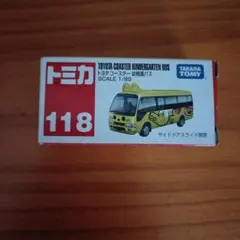 トミカ
118
TOYOTA COASTER KINDERGARTEN BUS
トヨタ コースター 幼稚園バス
SCALE 1/89
TAKARA TOMY
サイドドアスライド開閉